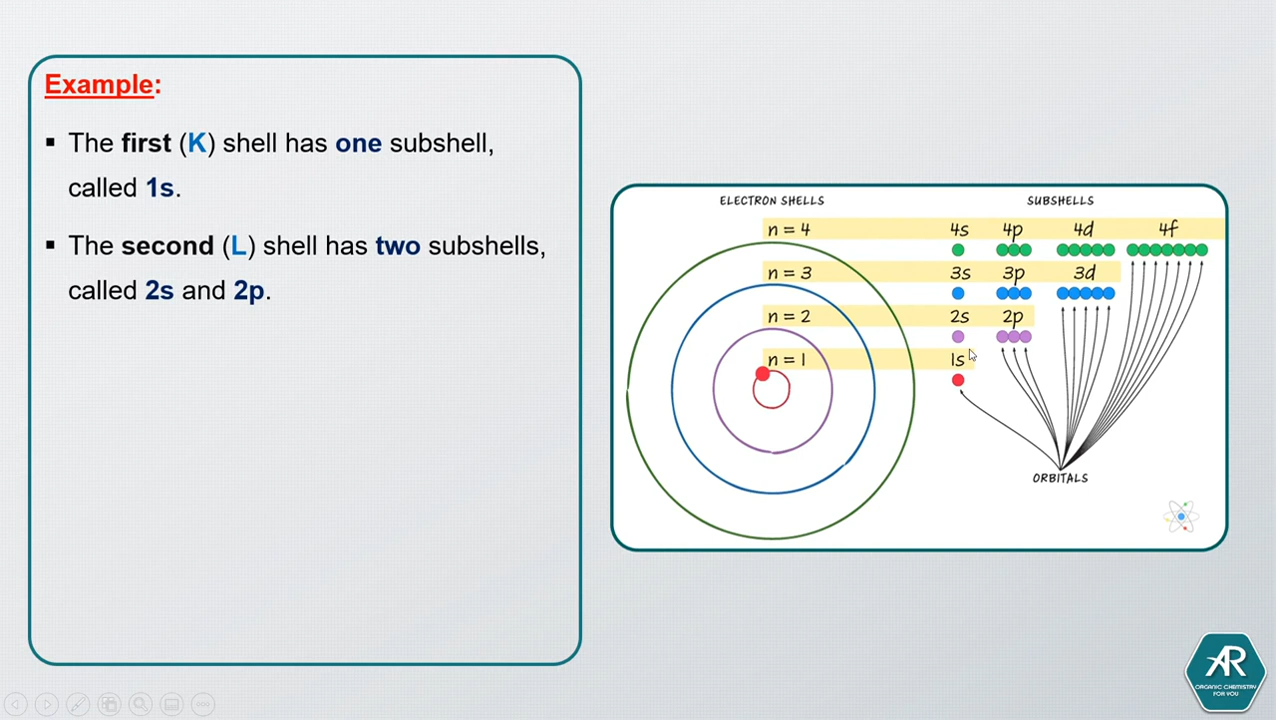 Example:
▪ The first (K) shell has one subshell,
called 1s.
▪ The second (L) shell has two subshells,
called 2s and 2p.
ELECTRON SHELLS SUBSHELLS
n = 4 4s 4p 4d 4f
n = 3 3s 3p 3d
n = 2 2s 2p
n = 1 1s
ORBITALS
AR
ORGANIC CHEMISTRY
FOR YOU